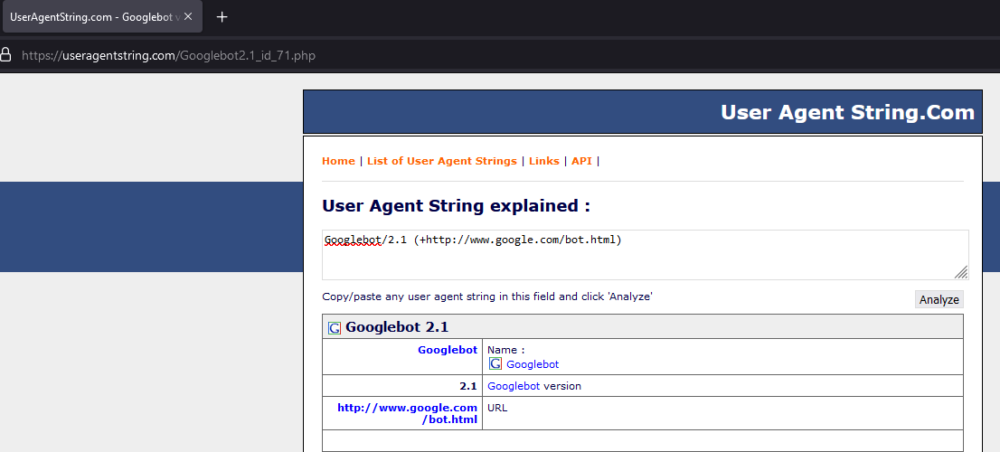 UserAgentString.com - Googlebot v
https://useragentstring.com/Googlebot2.1_id_71.php
User Agent String.Com
Home | List of User Agent Strings | Links | API |
User Agent String explained :
Googlebot/2.1 (+http://www.google.com/bot.html)
Copy/paste any user agent string in this field and click 'Analyze'
Analyze
G Googlebot 2.1
Googlebot
Name :
G Googlebot
2.1
Googlebot version
http://www.google.com
/bot.html
URL